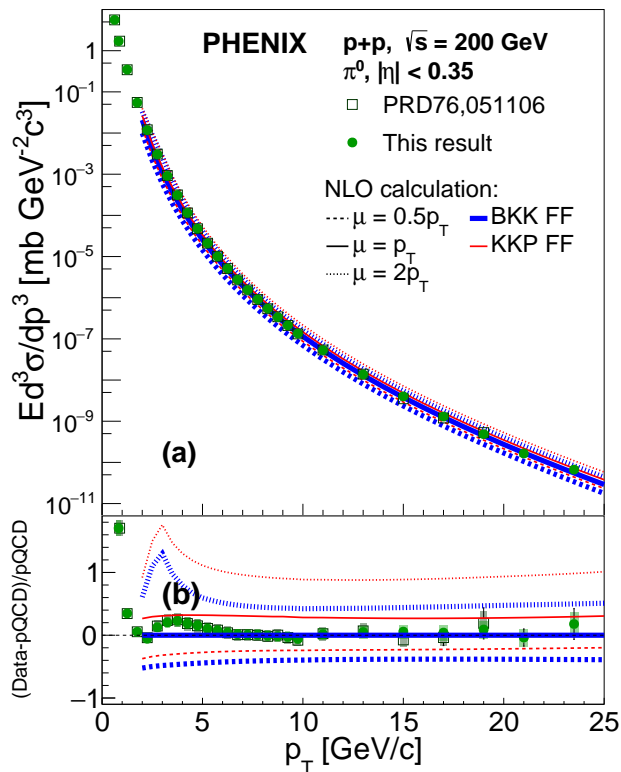 PHENIX
p+p, √s = 200 GeV
π⁰, |η| < 0.35
PRD76,051106
This result
NLO calculation:
μ = 0.5p_T
μ = p_T
μ = 2p_T
BKK FF
KKP FF
Ed³σ/dp³ [mb GeV⁻²c³]
1
10⁻¹
10⁻³
10⁻⁵
10⁻⁷
10⁻⁹
10⁻¹¹
(a)
(Data-pQCD)/pQCD
1
0
−1
(b)
0 5 10 15 20 25
p_T [GeV/c]